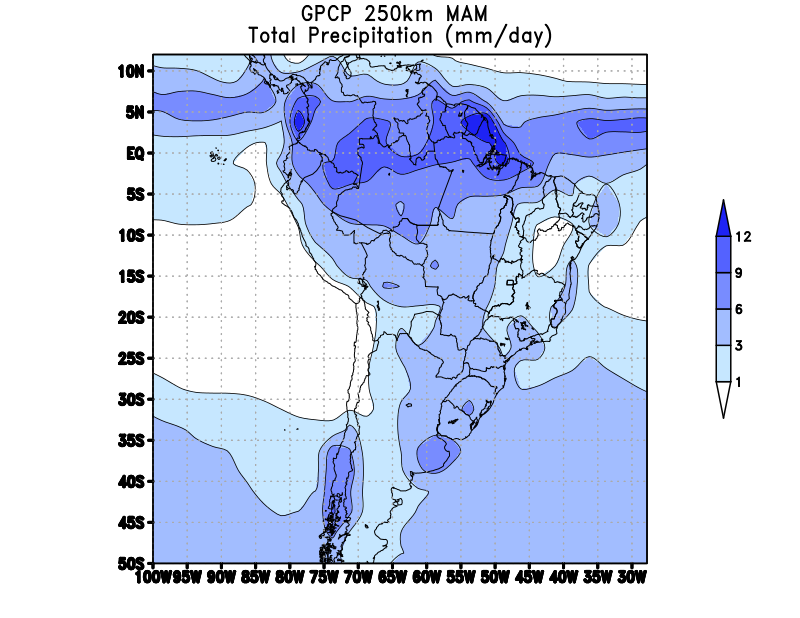 GPCP 250km MAM
Total Precipitation (mm/day)
10N
5N
EQ
5S
10S
15S
20S
25S
30S
35S
40S
45S
50S
100W 95W 90W 85W 80W 75W 70W 65W 60W 55W 50W 45W 40W 35W 30W
12
9
6
3
1